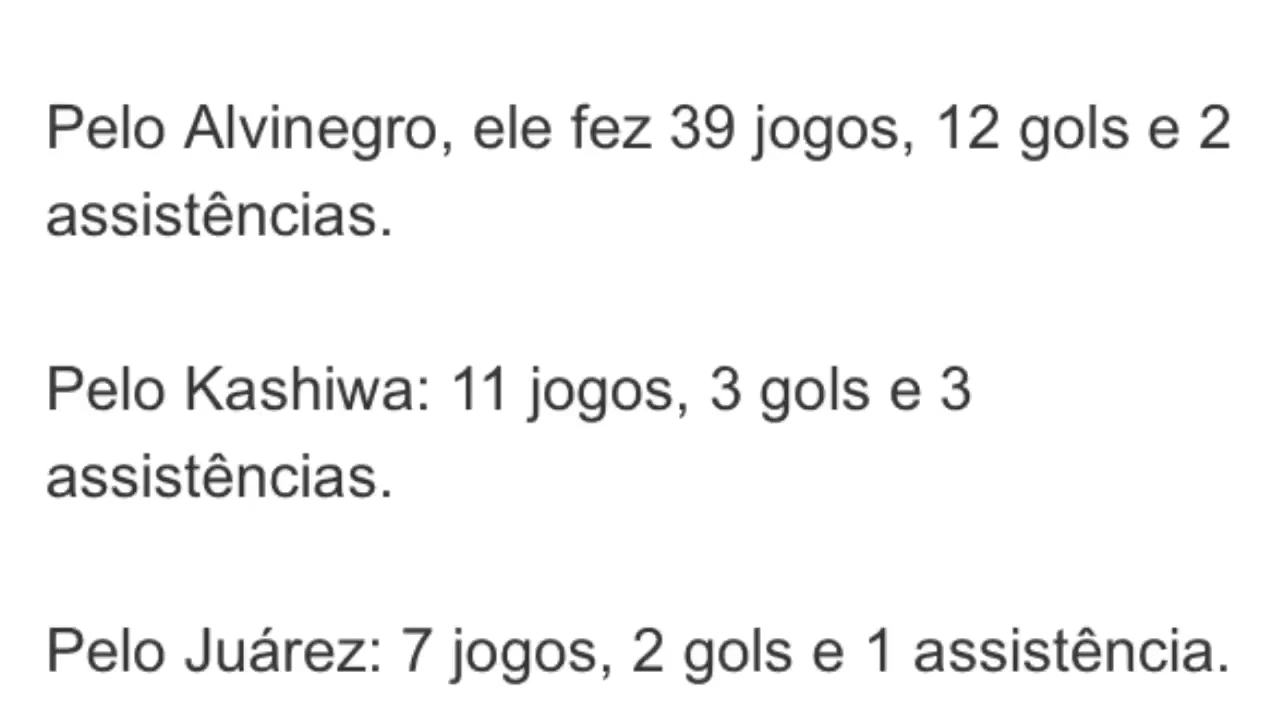 Pelo Alvinegro, ele fez 39 jogos, 12 gols e 2
assistências.
Pelo Kashiwa: 11 jogos, 3 gols e 3
assistências.
Pelo Juárez: 7 jogos, 2 gols e 1 assistência.